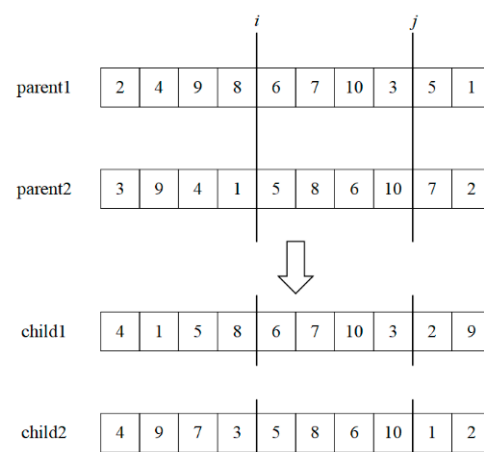 i j
parent1 2 4 9 8 6 7 10 3 5 1
parent2 3 9 4 1 5 8 6 10 7 2
child1 4 1 5 8 6 7 10 3 2 9
child2 4 9 7 3 5 8 6 10 1 2